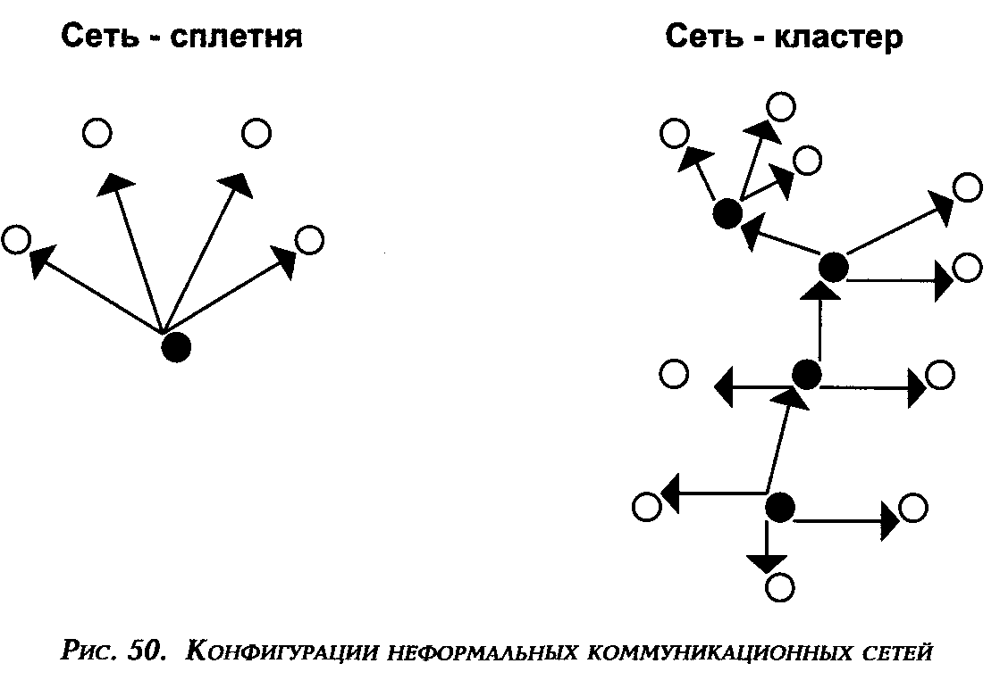 Сеть - сплетня
Сеть - кластер
Рис. 50. Конфигурации неформальных коммуникационных сетей